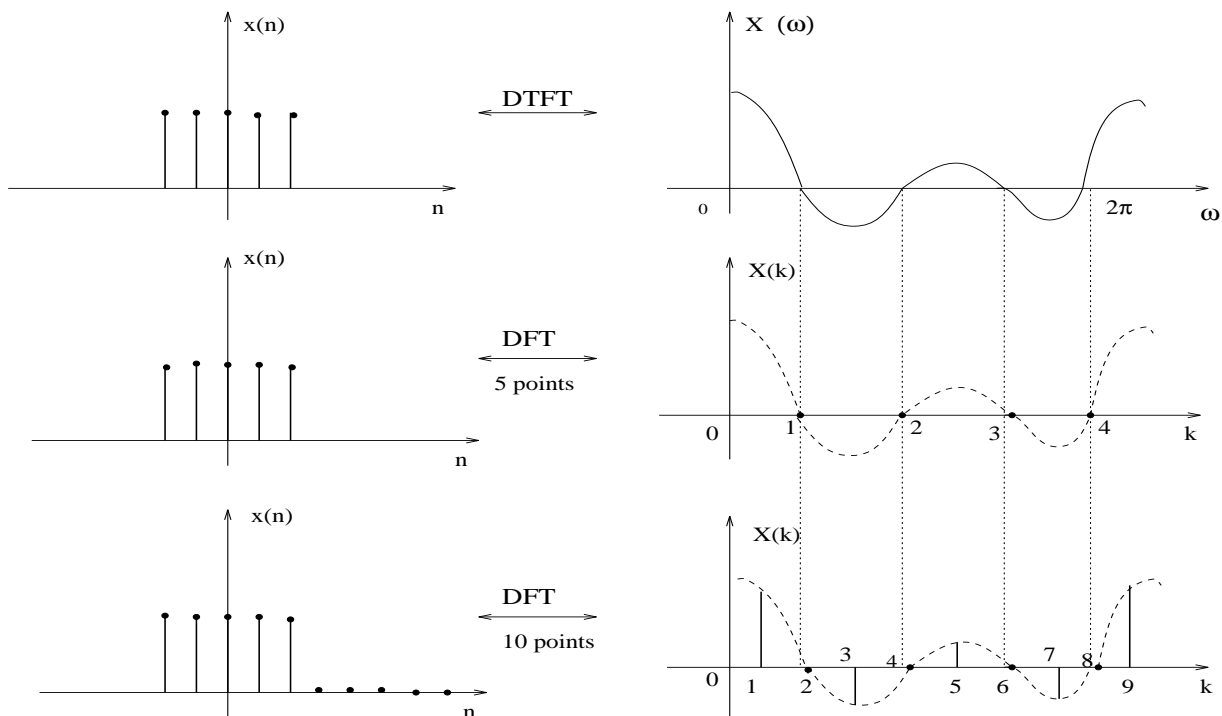 x(n)
X (ω)
DTFT
n
0
2π
ω
x(n)
X(k)
DFT
5 points
n
0
1
2
3
4
k
x(n)
X(k)
DFT
10 points
n
0
1
2
3
4
5
6
7
8
9
k